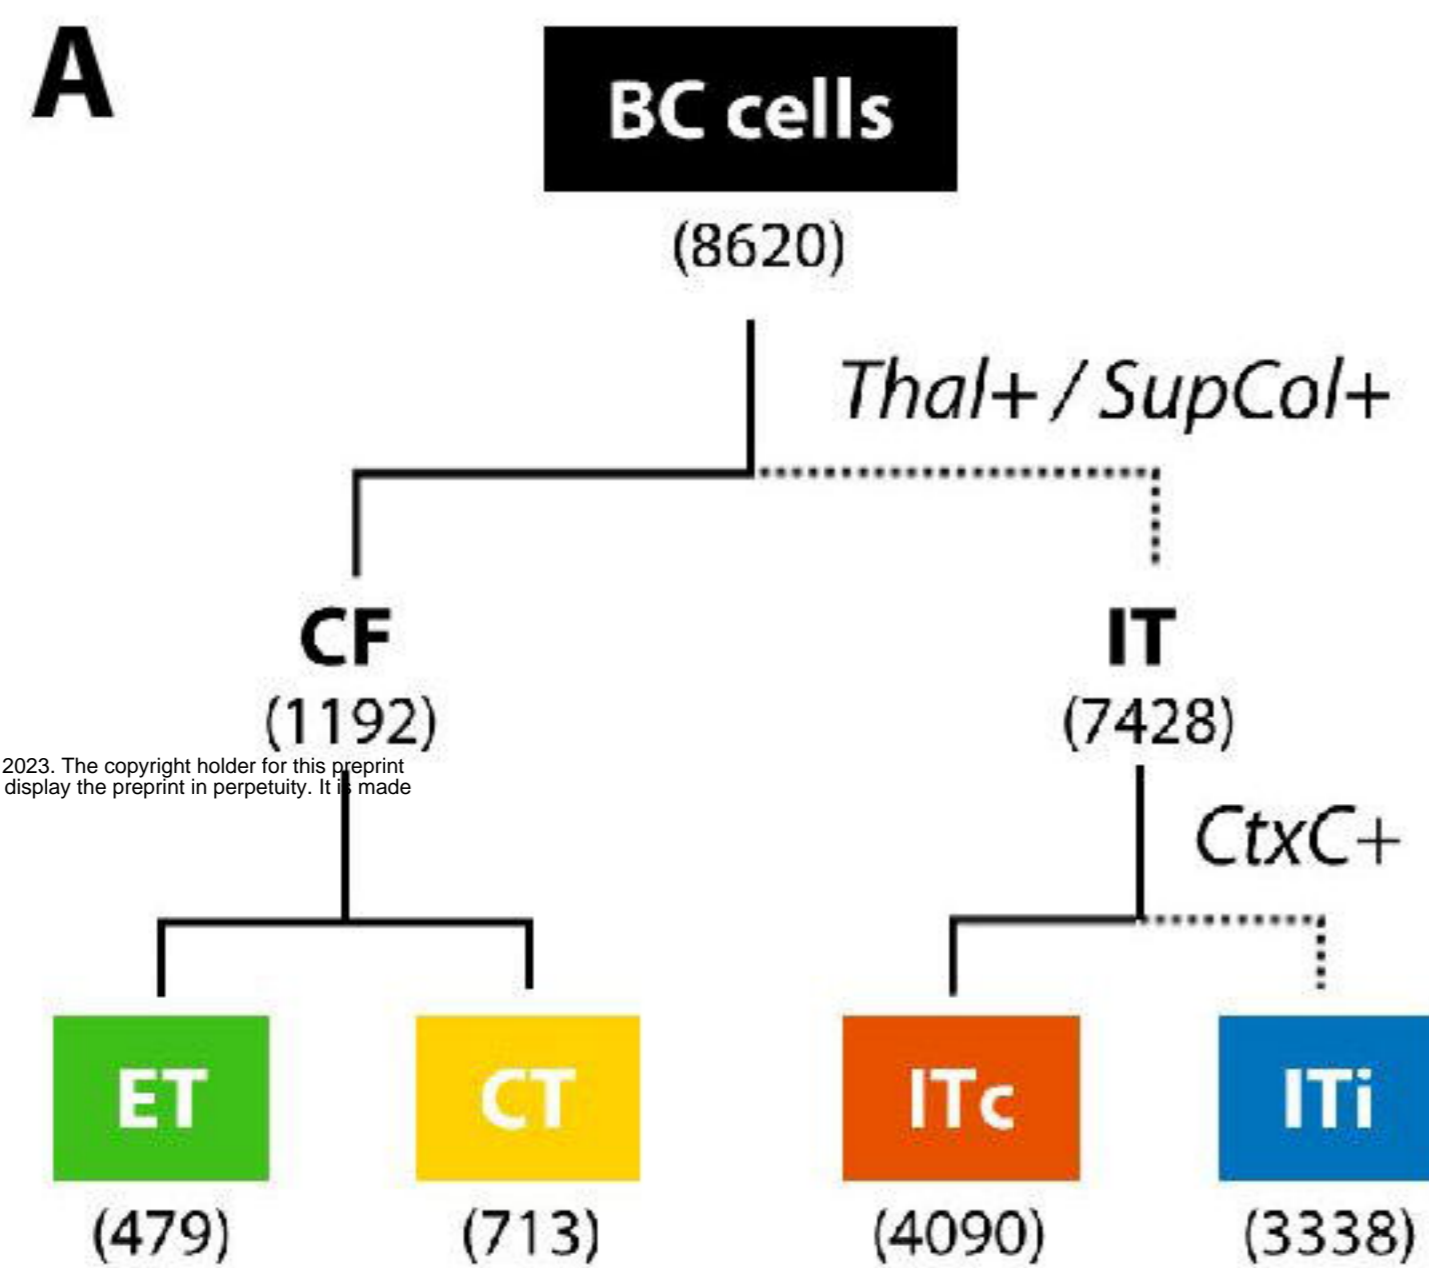 A
BC cells
(8620)
Thal+ / SupCol+
CF
IT
(1192)
(7428)
2023. The copyright holder for this preprint
display the preprint in perpetuity. It is made
CtxC+
ET
CT
ITc
ITi
(479)
(713)
(4090)
(3338)